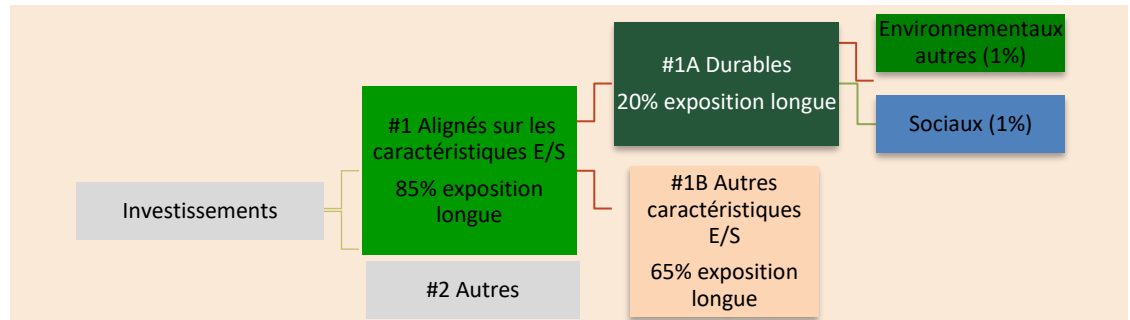 Investissements
#1 Alignés sur les
caractéristiques E/S
85% exposition
longue
#2 Autres
#1A Durables
20% exposition longue
#1B Autres
caractéristiques
E/S
65% exposition
longue
Environnementaux
autres (1%)
Sociaux (1%)